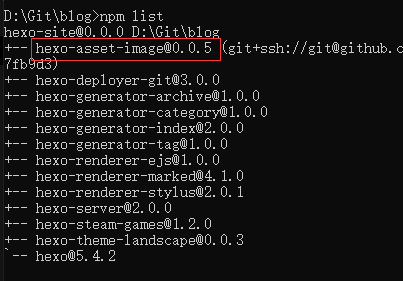 D:\Git\blog>npm list
hexo-site@0.0.0 D:\Git\blog
+-- hexo-asset-image@0.0.5 (git+ssh://git@github.c
7fb9d3)
+-- hexo-deployer-git@3.0.0
+-- hexo-generator-archive@1.0.0
+-- hexo-generator-category@1.0.0
+-- hexo-generator-index@2.0.0
+-- hexo-generator-tag@1.0.0
+-- hexo-renderer-ejs@1.0.0
+-- hexo-renderer-marked@4.1.0
+-- hexo-renderer-stylus@2.0.1
+-- hexo-server@2.0.0
+-- hexo-steam-games@1.2.0
+-- hexo-theme-landscape@0.0.3
`-- hexo@5.4.2